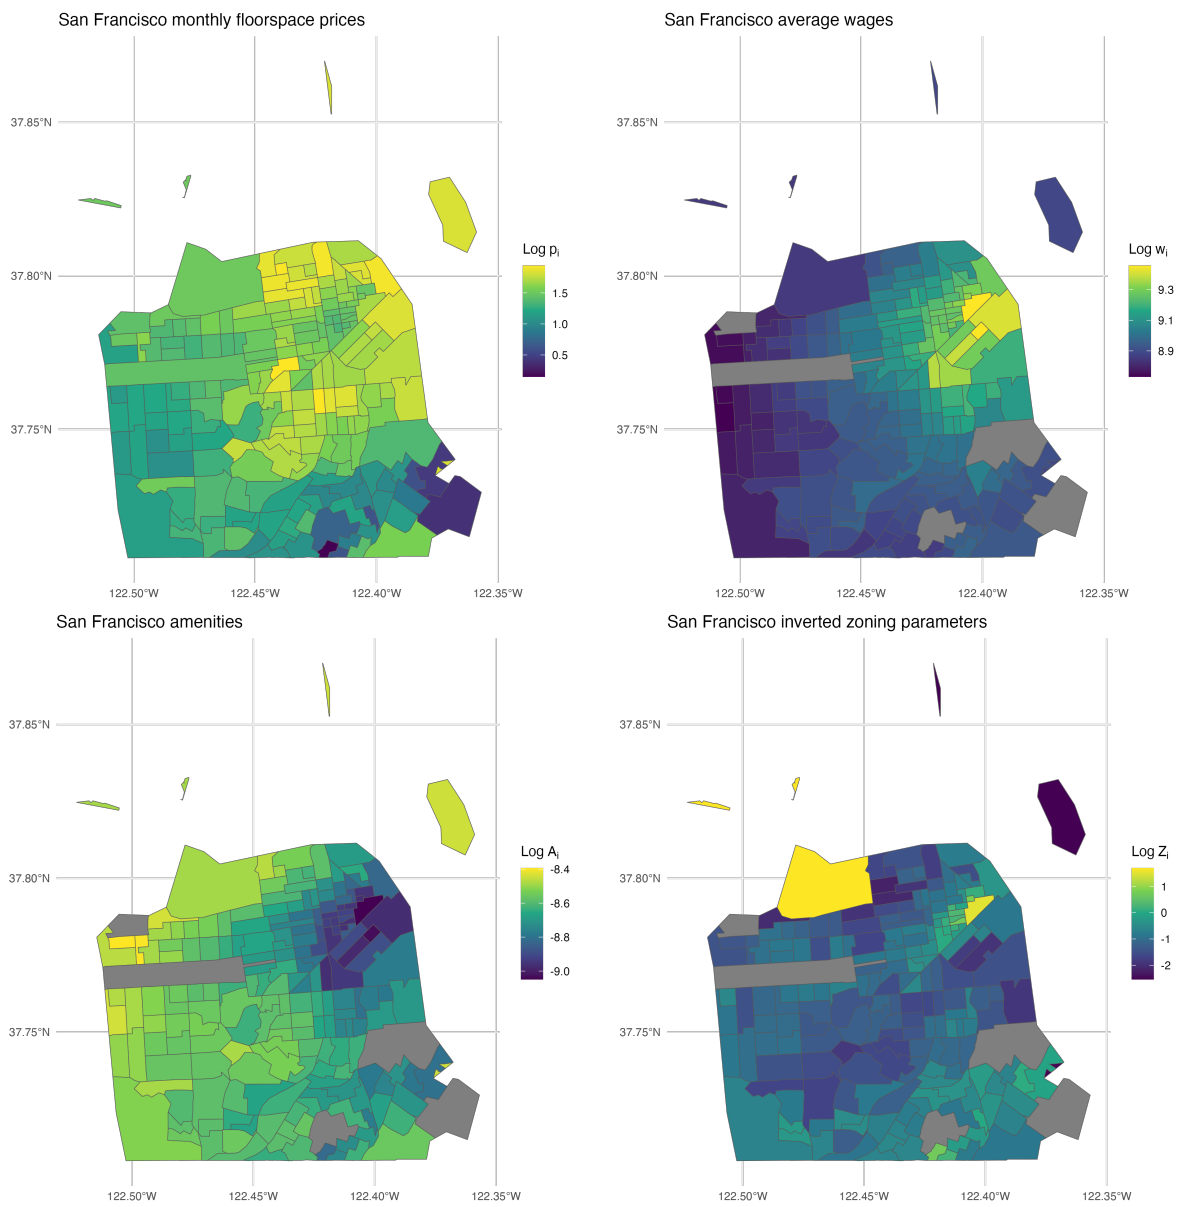 San Francisco monthly floorspace prices
37.85°N
37.80°N
37.75°N
122.50°W 122.45°W 122.40°W 122.35°W
Log pi
1.5
1.0
0.5
San Francisco average wages
37.85°N
37.80°N
37.75°N
122.50°W 122.45°W 122.40°W 122.35°W
Log wi
9.3
9.1
8.9
San Francisco amenities
37.85°N
37.80°N
37.75°N
122.50°W 122.45°W 122.40°W 122.35°W
Log Ai
-8.4
-8.6
-8.8
-9.0
San Francisco inverted zoning parameters
37.85°N
37.80°N
37.75°N
122.50°W 122.45°W 122.40°W 122.35°W
Log Zi
1
0
-1
-2